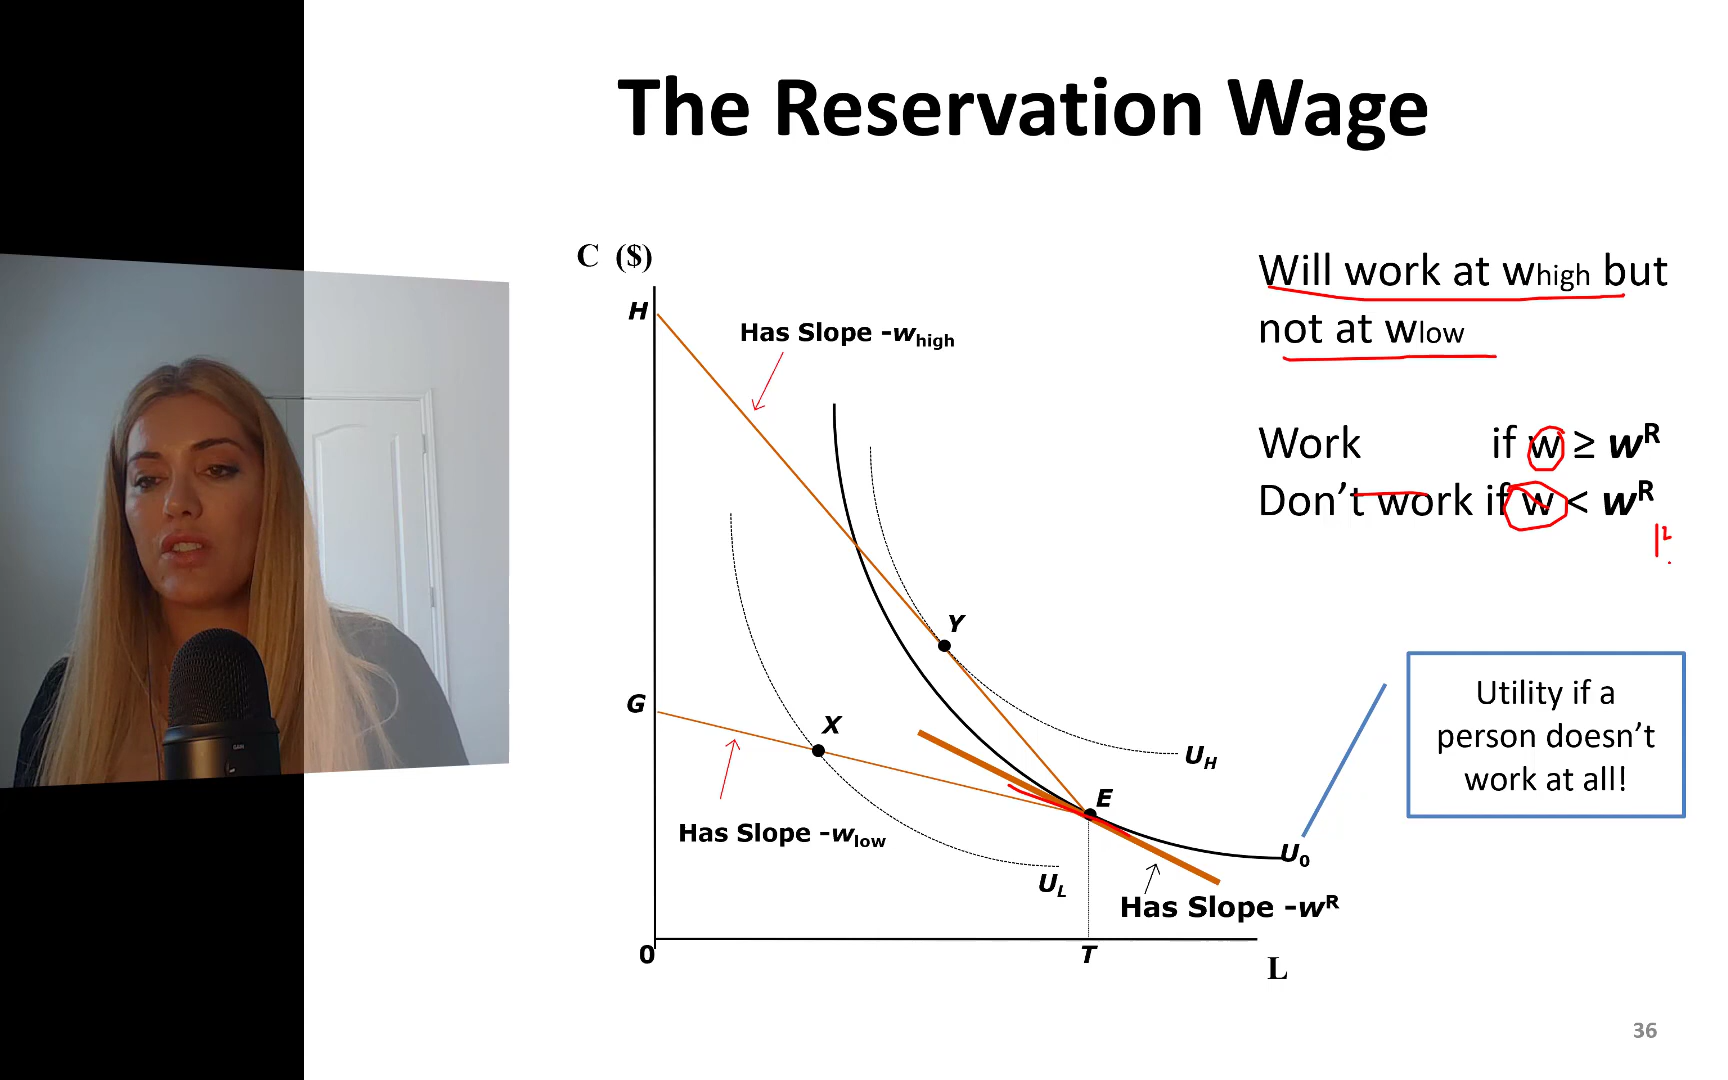 The Reservation Wage
C ($)
H
Has Slope -whigh
Will work at whigh but
not at wlow
Work if w ≥ wR
Don't work if w < wR
Y
G
X
UH
Utility if a
person doesn't
work at all!
E
Has Slope -wlow
U0
UL
Has Slope -wR
0
T
L
36